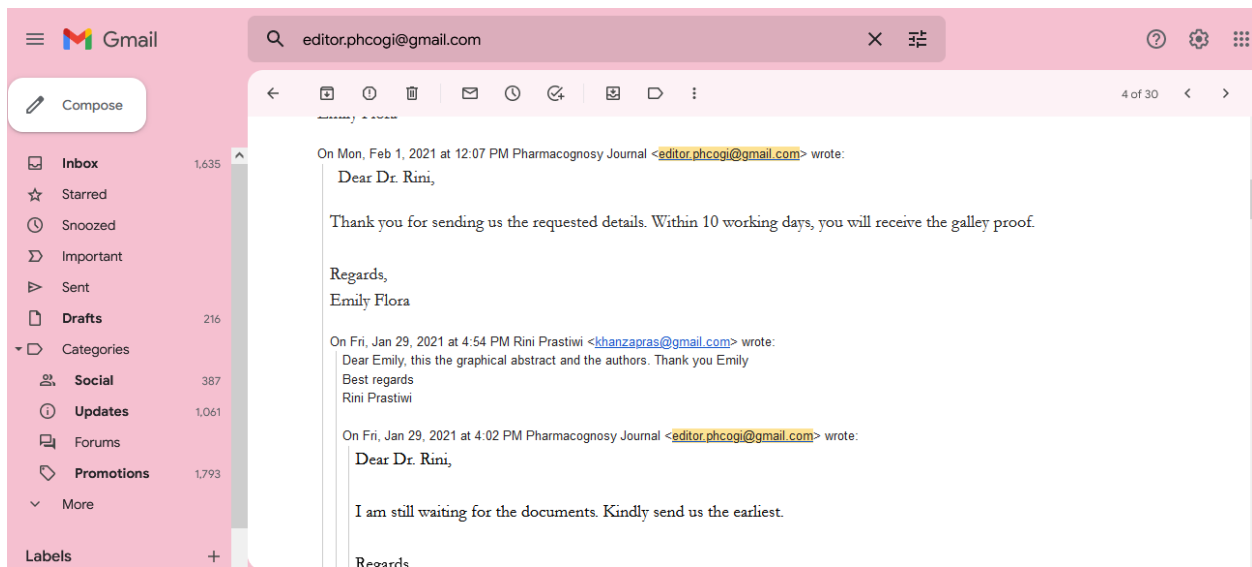 Gmail
editor.phcogi@gmail.com
Compose
4 of 30
Inbox 1,635
Starred
Snoozed
Important
Sent
Drafts 216
Categories
Social 387
Updates 1,061
Forums
Promotions 1,793
More
Labels
Emily Flora
On Mon, Feb 1, 2021 at 12:07 PM Pharmacognosy Journal <editor.phcogi@gmail.com> wrote:
Dear Dr. Rini,
Thank you for sending us the requested details. Within 10 working days, you will receive the galley proof.
Regards,
Emily Flora
On Fri, Jan 29, 2021 at 4:54 PM Rini Prastiwi <khanzapras@gmail.com> wrote:
Dear Emily, this the graphical abstract and the authors. Thank you Emily
Best regards
Rini Prastiwi
On Fri, Jan 29, 2021 at 4:02 PM Pharmacognosy Journal <editor.phcogi@gmail.com> wrote:
Dear Dr. Rini,
I am still waiting for the documents. Kindly send us the earliest.
Regards